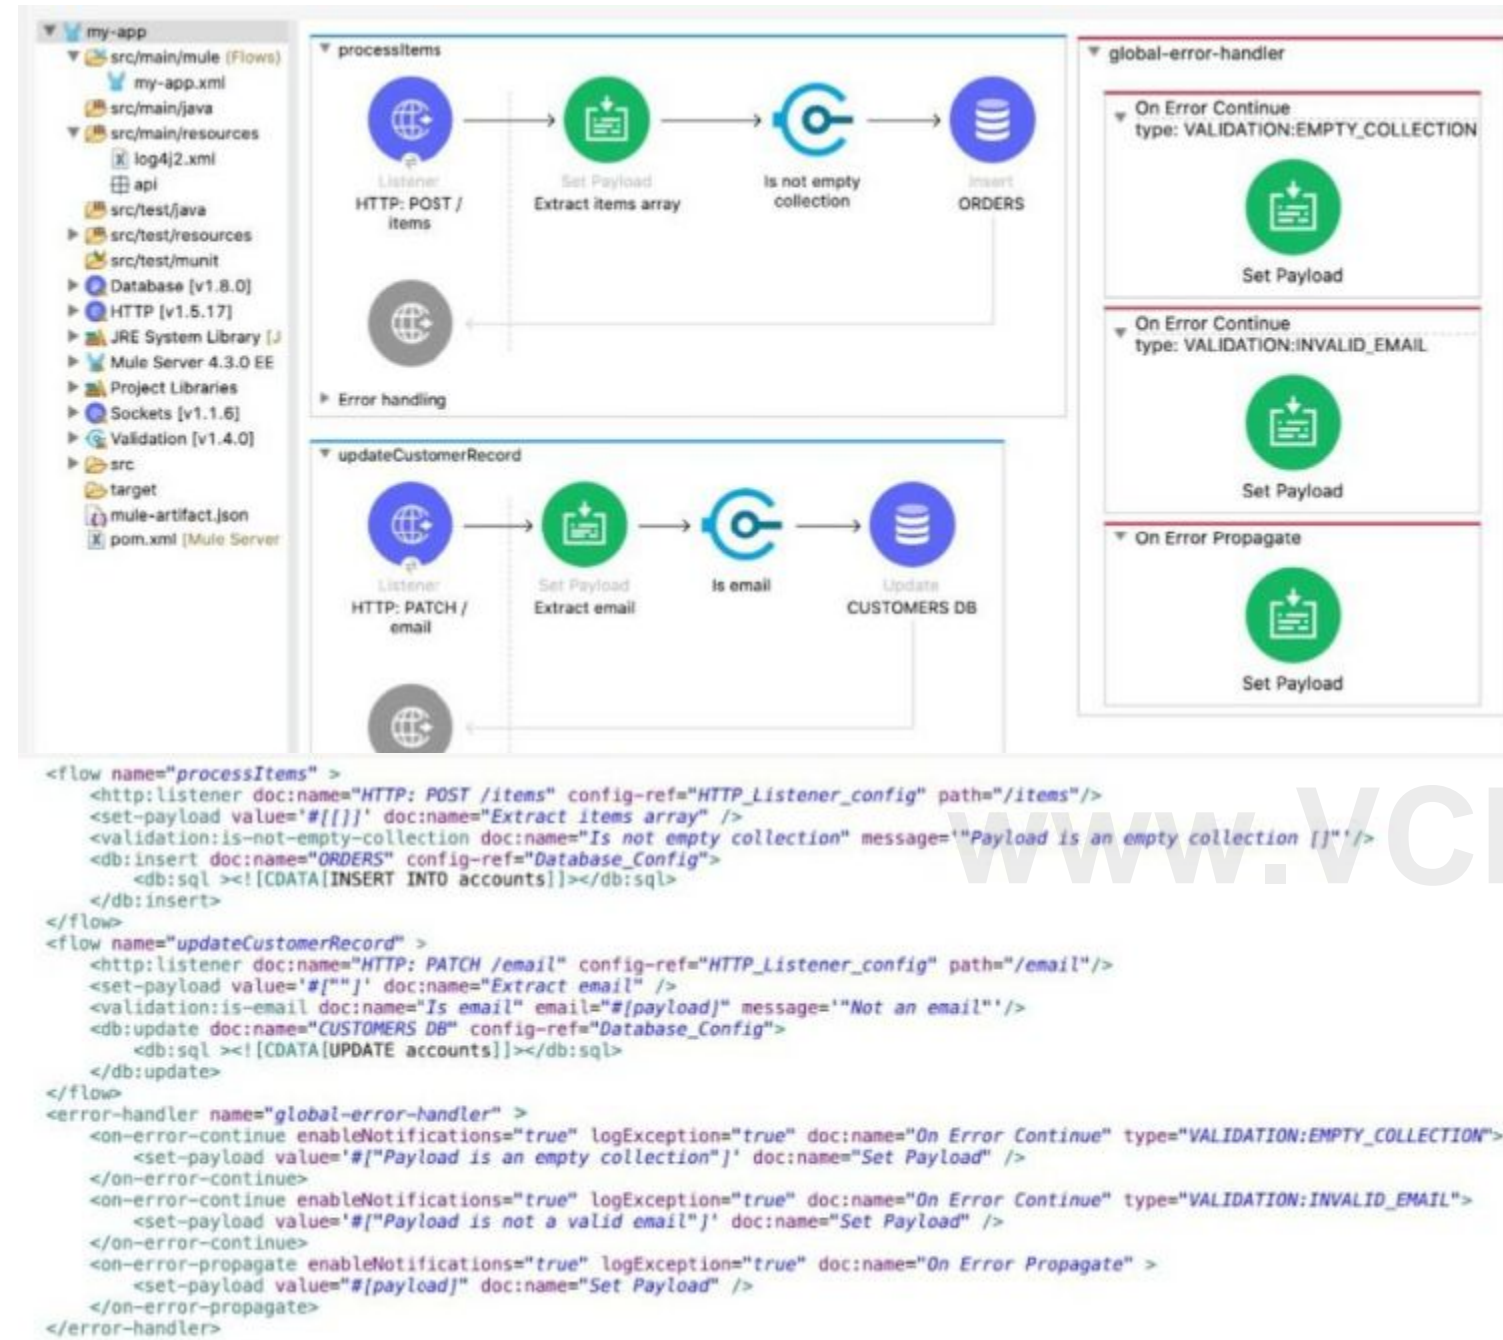 my-app
src/main/mule (Flows)
my-app.xml
src/main/java
src/main/resources
log4j2.xml
api
src/test/java
src/test/resources
src/test/munit
Database [v1.8.0]
HTTP [v1.5.17]
JRE System Library [J
Mule Server 4.3.0 EE
Project Libraries
Sockets [v1.1.6]
Validation [v1.4.0]
src
target
mule-artifact.json
pom.xml [Mule Server
processItems
Listener
HTTP: POST /
items
Set Payload
Extract items array
Is not empty
collection
Insert
ORDERS
Error handling
updateCustomerRecord
Listener
HTTP: PATCH /
email
Set Payload
Extract email
Is email
Update
CUSTOMERS DB
global-error-handler
On Error Continue
type: VALIDATION:EMPTY_COLLECTION
Set Payload
On Error Continue
type: VALIDATION:INVALID_EMAIL
Set Payload
On Error Propagate
Set Payload
<flow name="processItems" >
<http:listener doc:name="HTTP: POST /items" config-ref="HTTP_Listener_config" path="/items"/>
<set-payload value='#[[]]' doc:name="Extract items array" />
<validation:is-not-empty-collection doc:name="Is not empty collection" message='"Payload is an empty collection []"'/>
<db:insert doc:name="ORDERS" config-ref="Database_Config">
<db:sql ><![CDATA[INSERT INTO accounts]]></db:sql>
</db:insert>
</flow>
<flow name="updateCustomerRecord" >
<http:listener doc:name="HTTP: PATCH /email" config-ref="HTTP_Listener_config" path="/email"/>
<set-payload value='#[""]' doc:name="Extract email" />
<validation:is-email doc:name="Is email" email="#[payload]" message='"Not an email"'/>
<db:update doc:name="CUSTOMERS DB" config-ref="Database_Config">
<db:sql ><![CDATA[UPDATE accounts]]></db:sql>
</db:update>
</flow>
<error-handler name="global-error-handler" >
<on-error-continue enableNotifications="true" logException="true" doc:name="On Error Continue" type="VALIDATION:EMPTY_COLLECTION">
<set-payload value='#["Payload is an empty collection"]' doc:name="Set Payload" />
</on-error-continue>
<on-error-continue enableNotifications="true" logException="true" doc:name="On Error Continue" type="VALIDATION:INVALID_EMAIL">
<set-payload value='#["Payload is not a valid email"]' doc:name="Set Payload" />
</on-error-continue>
<on-error-propagate enableNotifications="true" logException="true" doc:name="On Error Propagate" >
<set-payload value="#[payload]" doc:name="Set Payload" />
</on-error-propagate>
</error-handler>
www.VC